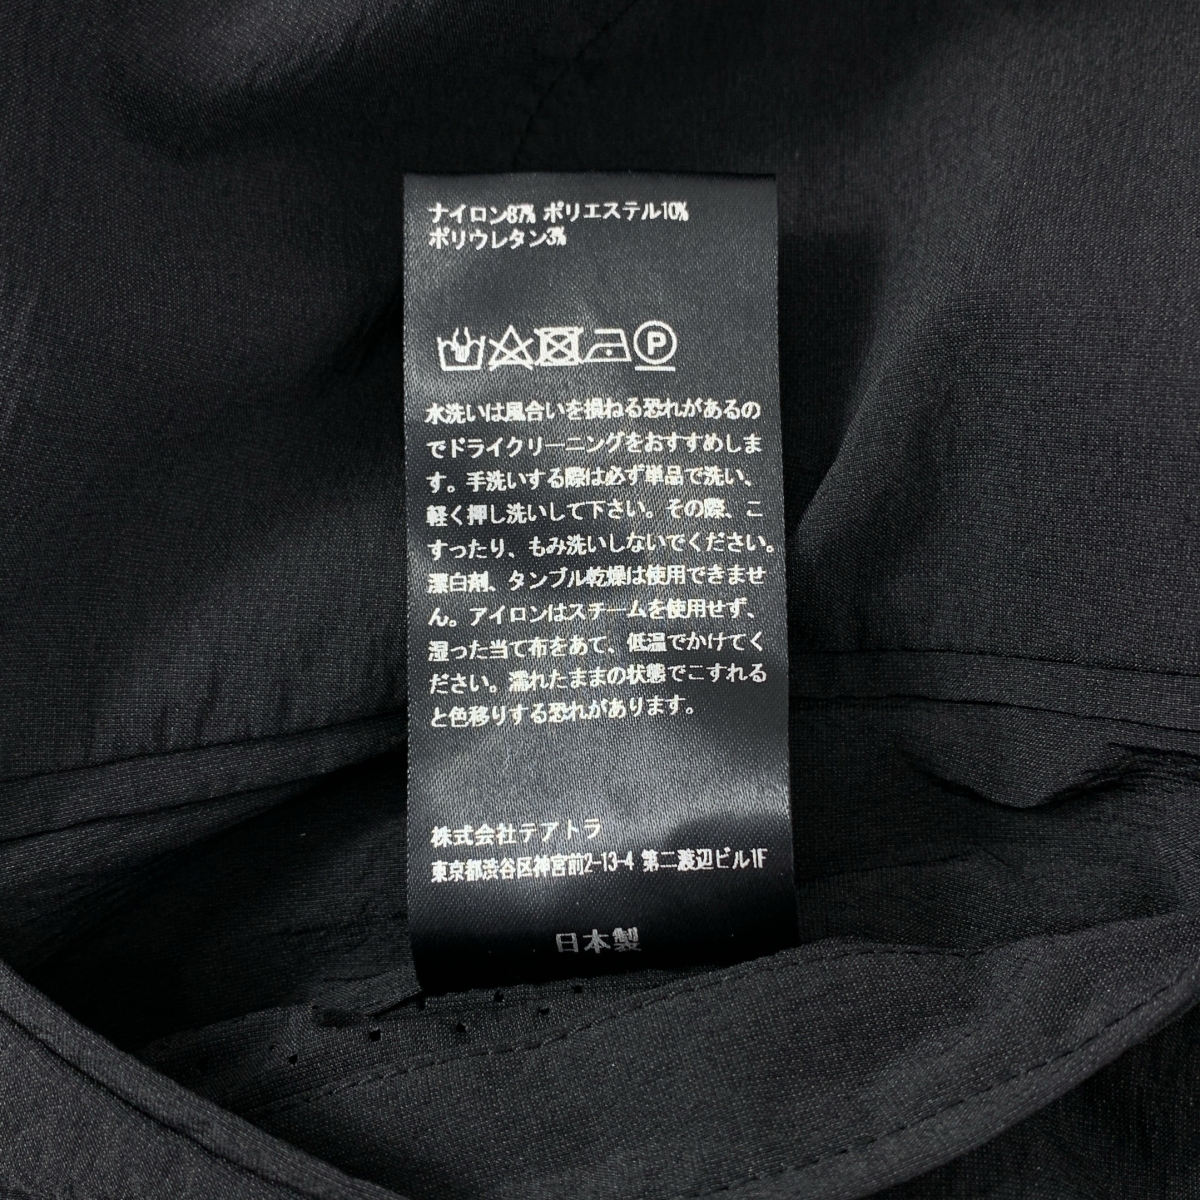 ナイロン87% ポリエステル10%
ポリウレタン3%
P
水洗いは風合いを損ねる恐れがあるの
でドライクリーニングをおすすめしま
す。手洗いする際は必ず単品で洗い、
軽く押し洗いして下さい。その際、こ
すったり、もみ洗いしないでください。
漂白剤、タンブル乾燥は使用できませ
ん。アイロンはスチームを使用せず、
湿った当て布をあて、低温でかけてく
ださい。濡れたままの状態でこすれる
と色移りする恐れがあります。
株式会社テアトラ
東京都渋谷区神宮前2-13-4 第二渡辺ビル1F
日本製